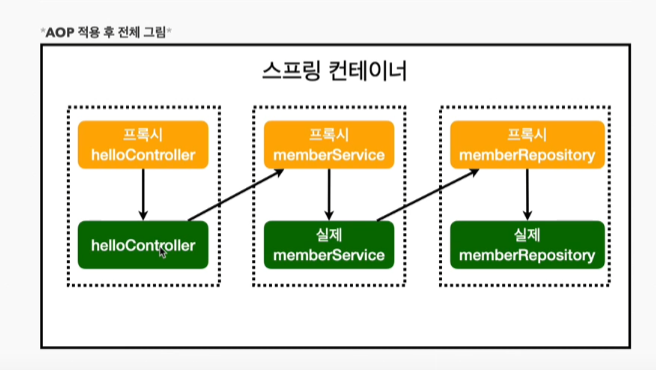 *AOP 적용 후 전체 그림*
스프링 컨테이너
프록시
helloController
프록시
memberService
프록시
memberRepository
helloController
실제
memberService
실제
memberRepository